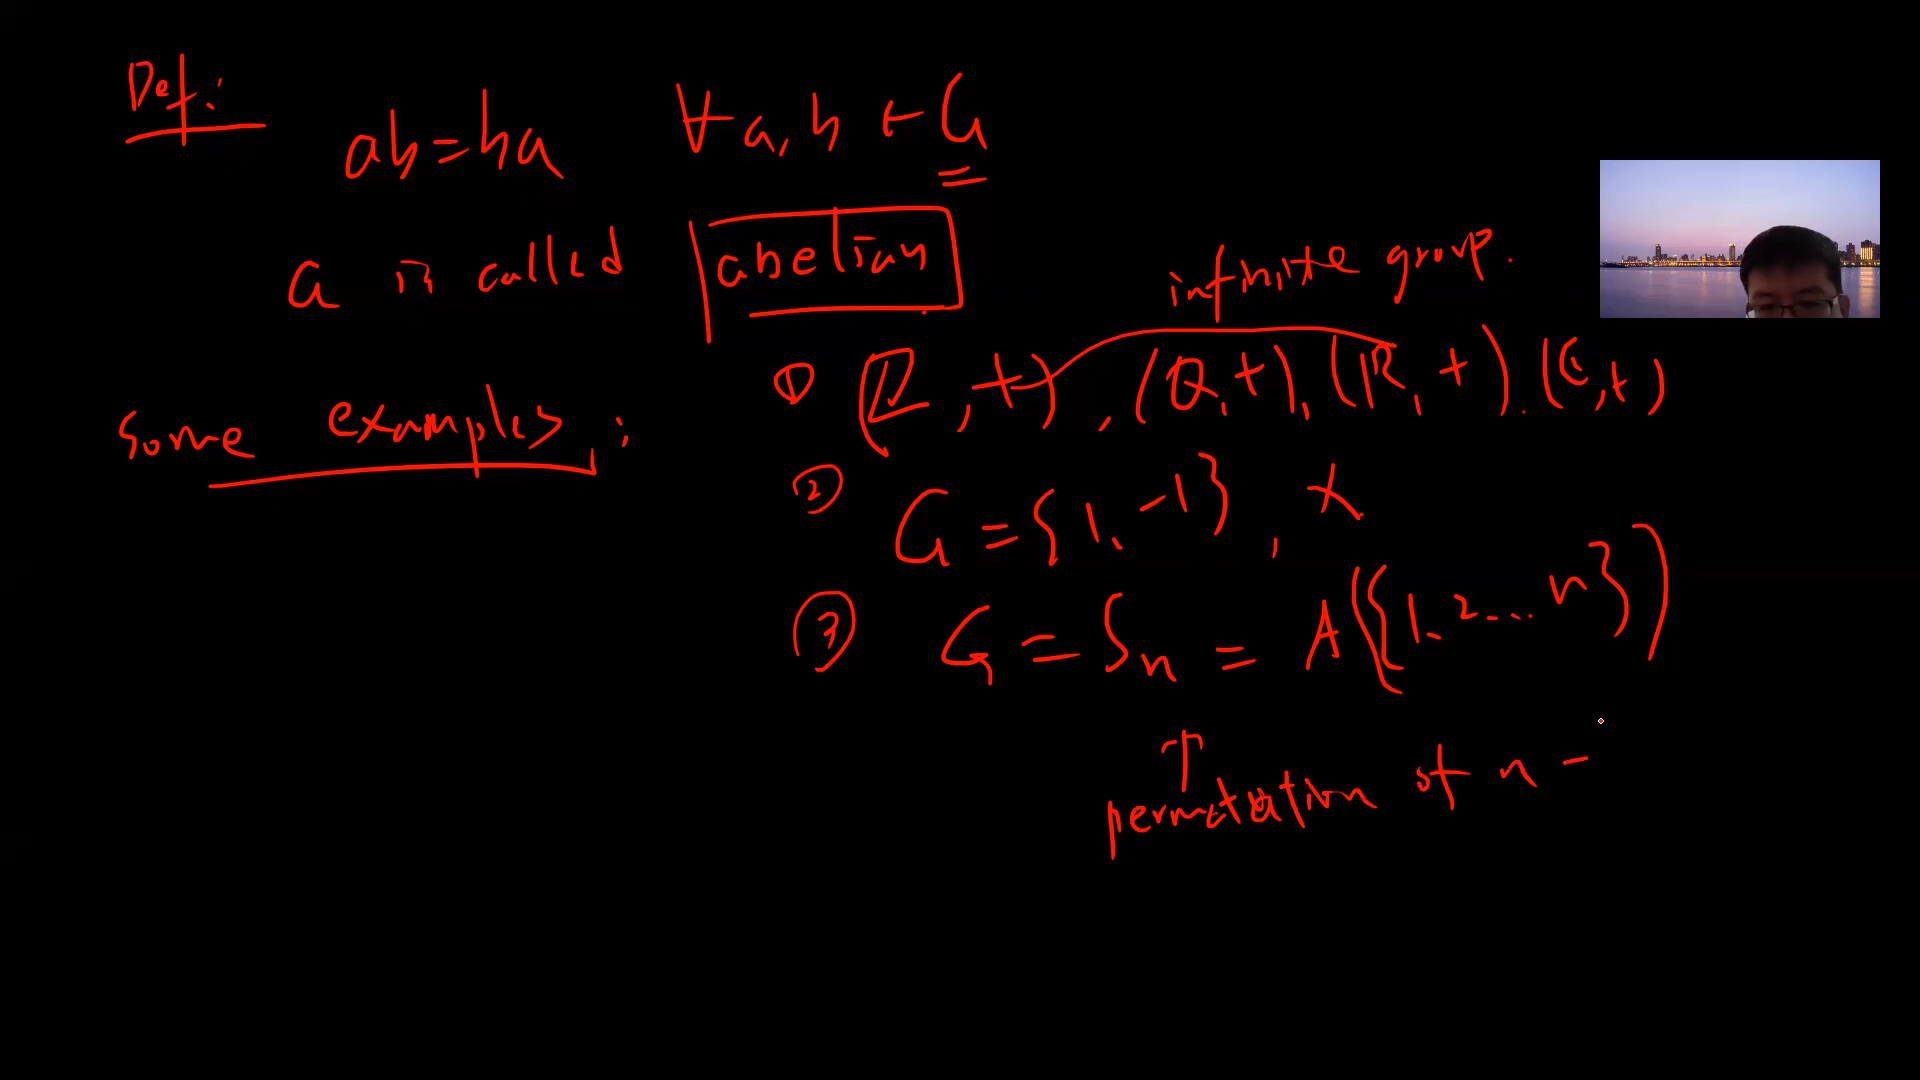 Def:
ab=ba ∀a,b ∈ G
G is called abelian
infinite group.
Some examples:
① (ℤ,+), (ℚ,+), (ℝ,+), (ℂ,+)
② G={1,-1}, ×
③ G=Sn=A({1,2...n})
↑
permutation of n -